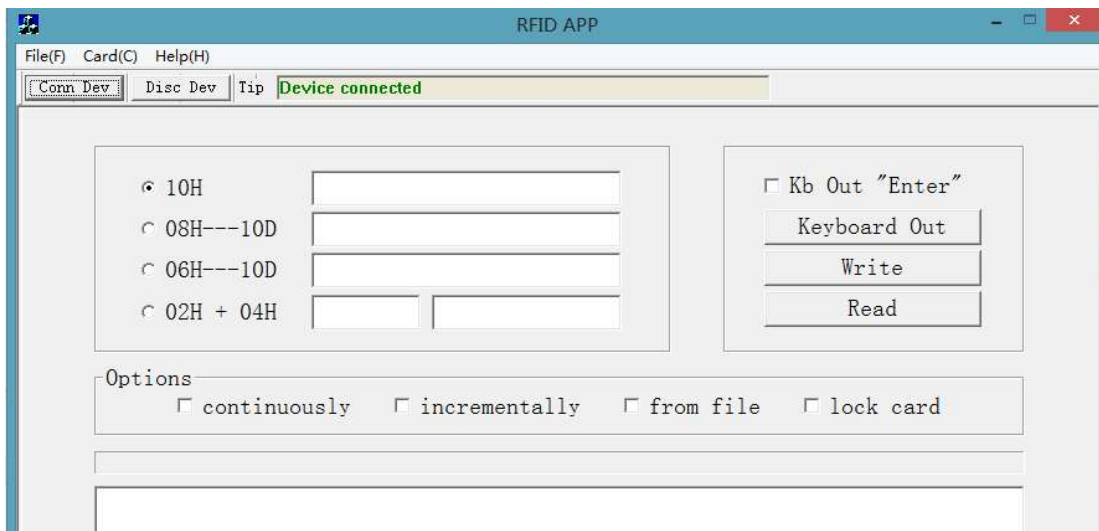 RFID APP
File(F) Card(C) Help(H)
Conn Dev Disc Dev Tip Device connected
10H
08H---10D
06H---10D
02H + 04H
Kb Out "Enter"
Keyboard Out
Write
Read
Options
continuously incrementally from file lock card